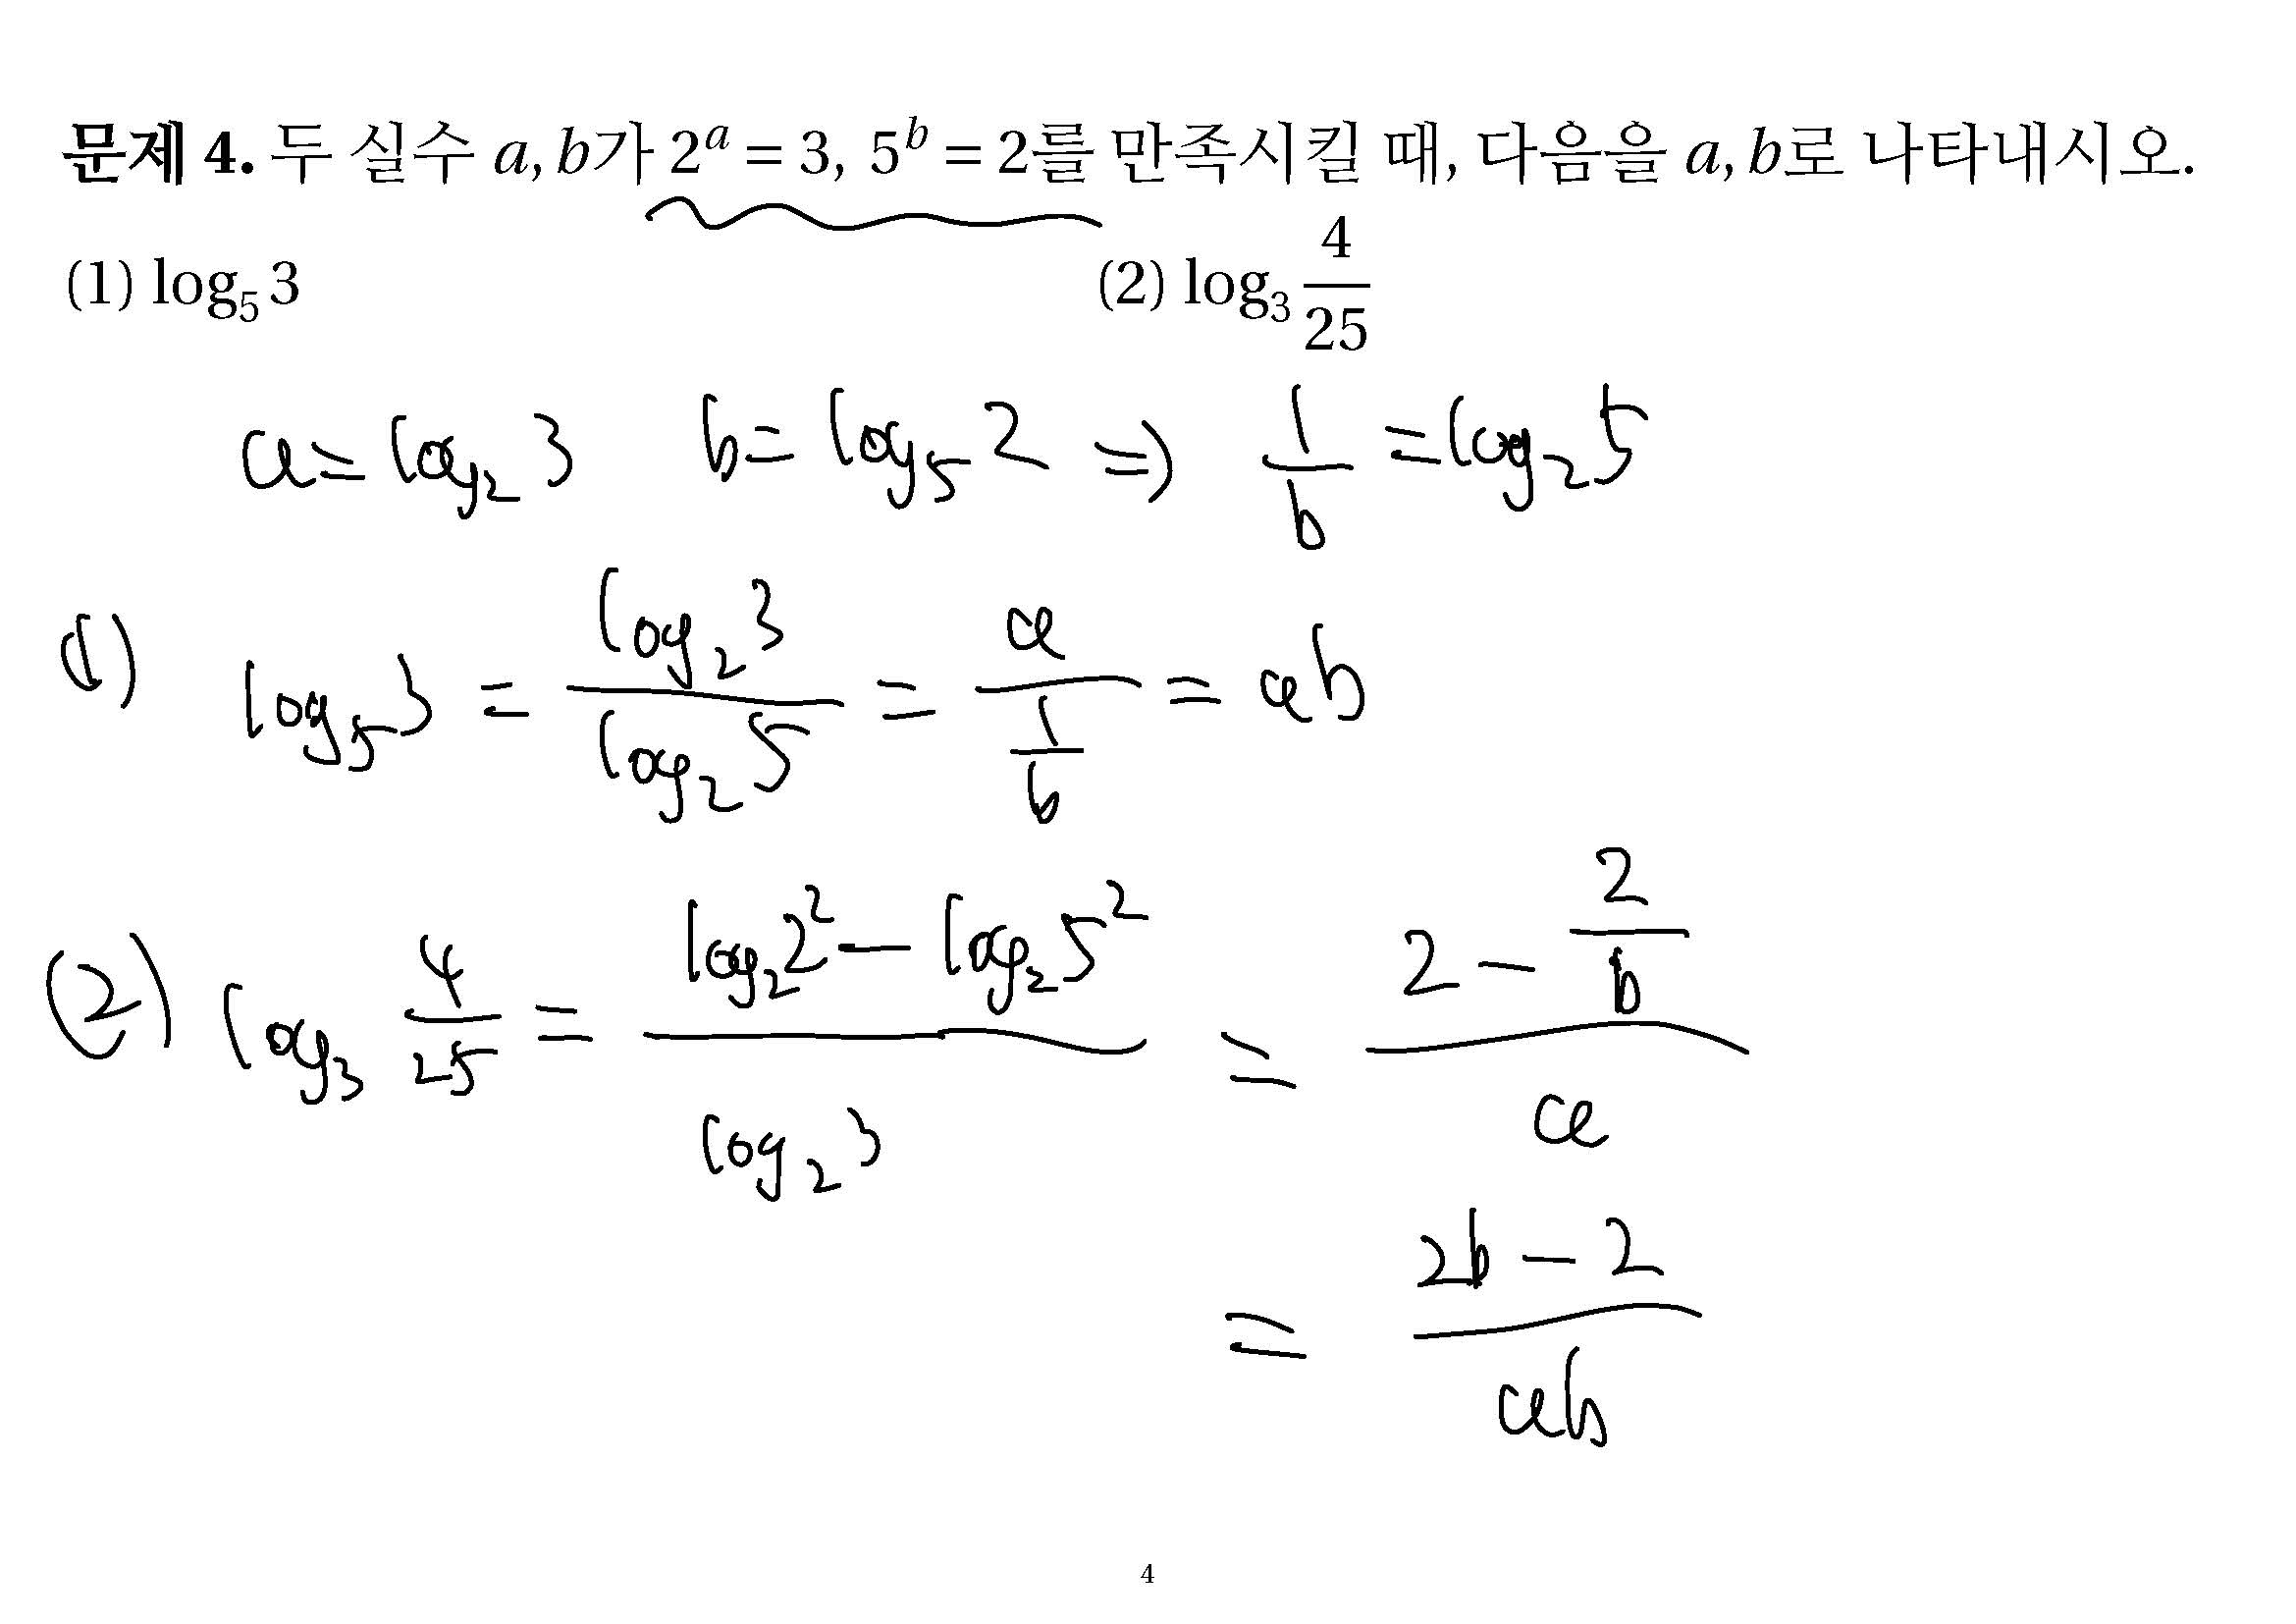 문제 4. 두 실수 a, b가 2^a = 3, 5^b = 2를 만족시킬 때, 다음을 a, b로 나타내시오.
(1) log_5 3 (2) log_3 \frac{4}{25}
a = log_2 3 b = log_5 2 ⇒ \frac{1}{b} = log_2 5
(1) log_5 3 = \frac{log_2 3}{log_2 5} = \frac{a}{\frac{1}{b}} = ab
(2) log_3 \frac{4}{25} = \frac{log_2 2^2 - log_2 5^2}{log_2 3} = \frac{2 - \frac{2}{b}}{a}
= \frac{2b - 2}{ab}
4